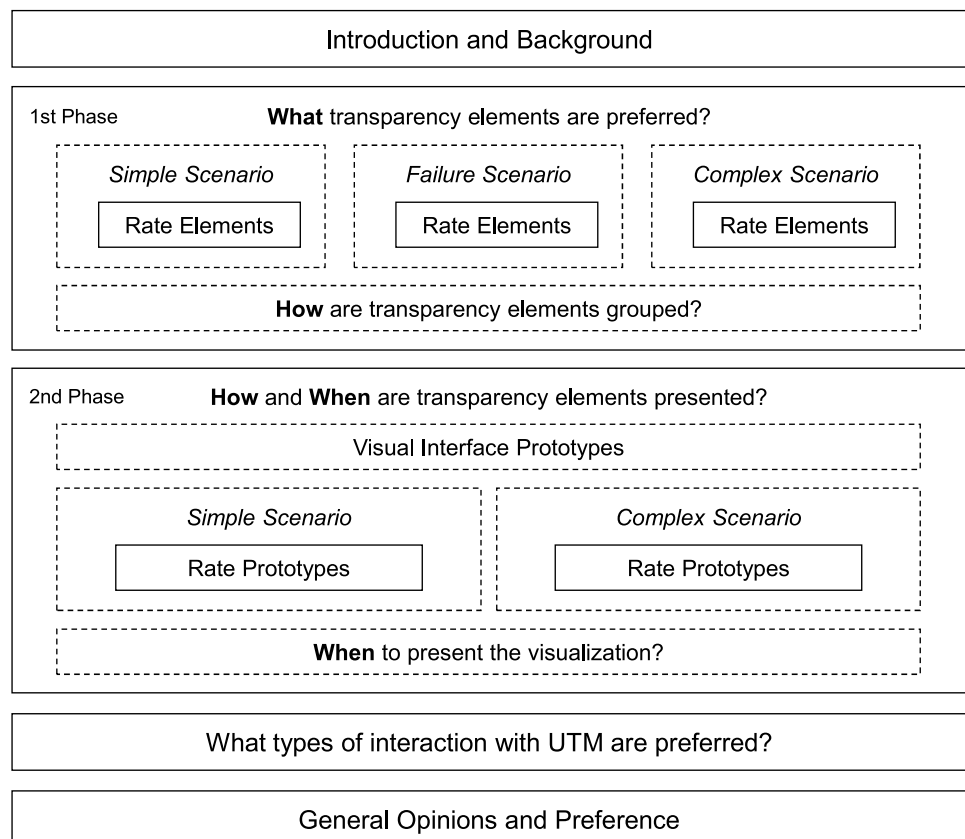 Introduction and Background
1st Phase
What transparency elements are preferred?
Simple Scenario
Rate Elements
Failure Scenario
Rate Elements
Complex Scenario
Rate Elements
How are transparency elements grouped?
2nd Phase
How and When are transparency elements presented?
Visual Interface Prototypes
Simple Scenario
Rate Prototypes
Complex Scenario
Rate Prototypes
When to present the visualization?
What types of interaction with UTM are preferred?
General Opinions and Preference